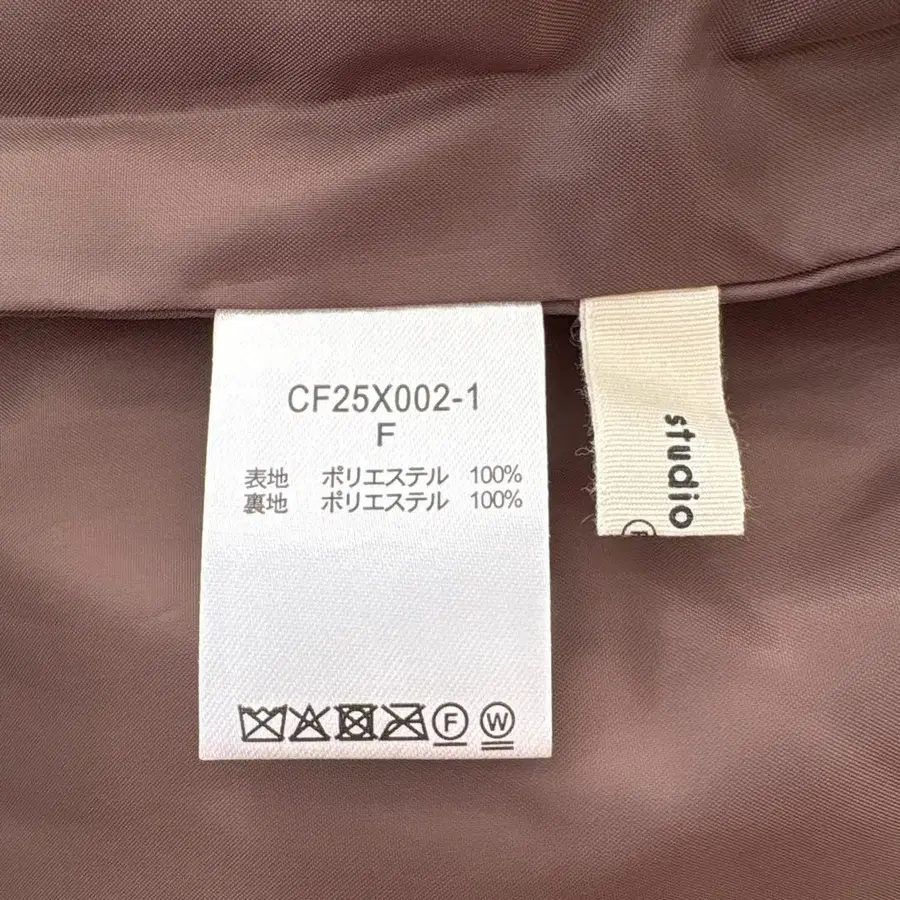 CF25X002-1
F
表地 ポリエステル 100%
裏地 ポリエステル 100%
F W
studio